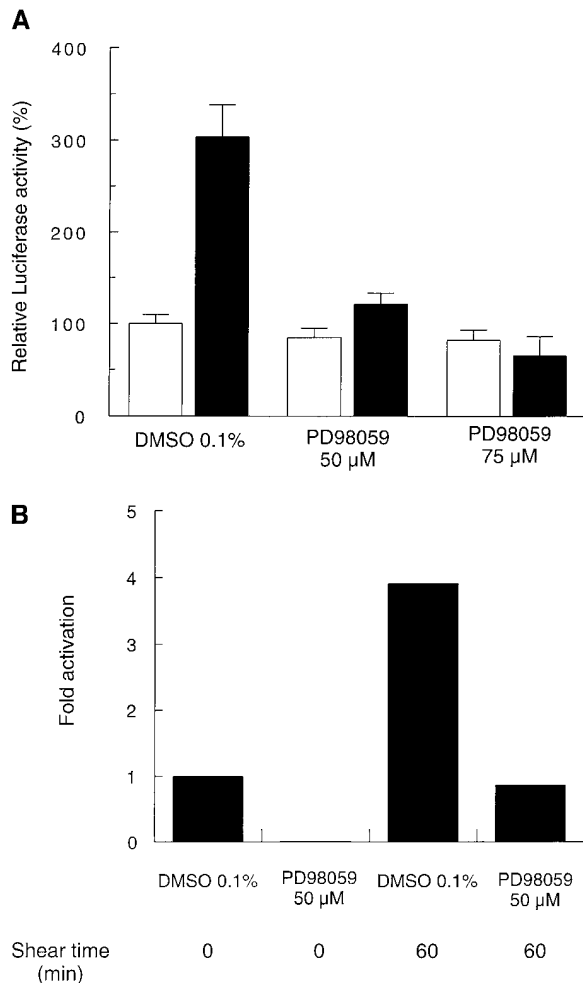 A
Relative Luciferase activity (%)
400
300
200
100
0
DMSO 0.1%
PD98059
50 µM
PD98059
75 µM
B
Fold activation
5
4
3
2
1
0
DMSO 0.1%
PD98059
50 µM
DMSO 0.1%
PD98059
50 µM
Shear time
(min)
0
0
60
60